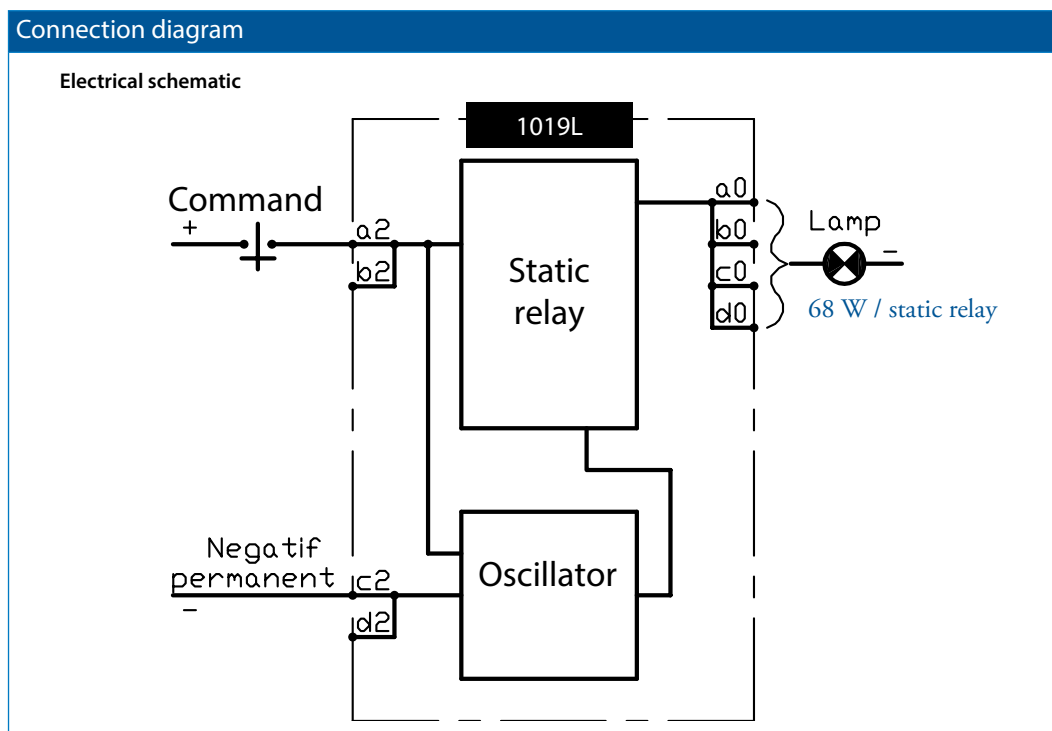 Connection diagram
Electrical schematic
1019L
Command
+
a2
b2
Static
relay
a0
b0
c0
d0
Lamp
-
68 W / static relay
Negatif
permanent
-
c2
d2
Oscillator